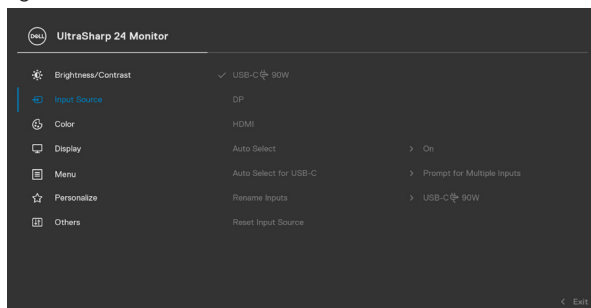 DELL UltraSharp 24 Monitor
Brightness/Contrast USB-C 90W
Input Source DP
Color HDMI
Display Auto Select On
Menu Auto Select for USB-C Prompt for Multiple Inputs
Personalize Rename Inputs USB-C 90W
Others Reset Input Source
Exit